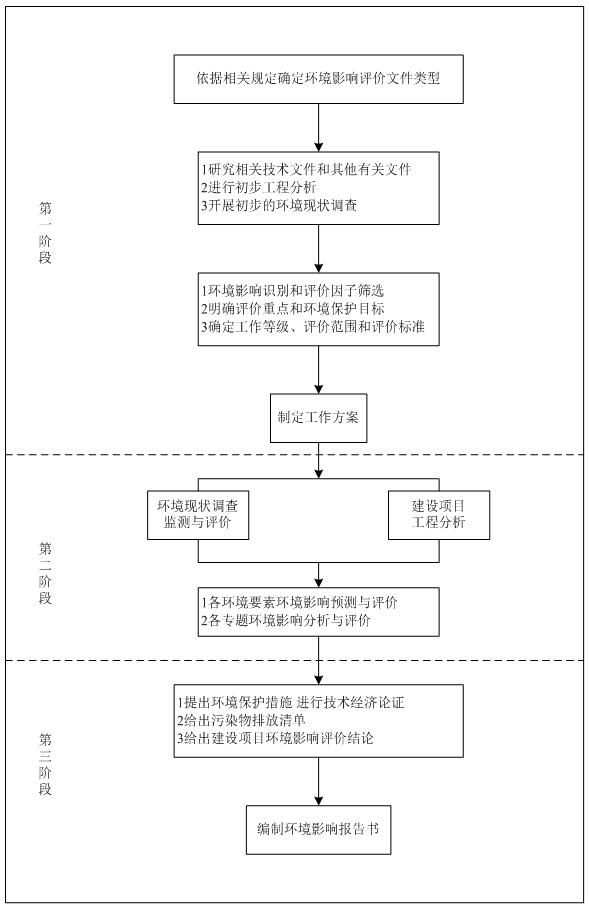 依据相关规定确定环境影响评价文件类型
1研究相关技术文件和其他有关文件
2进行初步工程分析
3开展初步的环境现状调查
第一阶段
1环境影响识别和评价因子筛选
2明确评价重点和环境保护目标
3确定工作等级、评价范围和评价标准
制定工作方案
环境现状调查
监测与评价
建设项目
工程分析
第二阶段
1各环境要素环境影响预测与评价
2各专题环境影响分析与评价
1提出环境保护措施 进行技术经济论证
2给出污染物排放清单
3给出建设项目环境影响评价结论
第三阶段
编制环境影响报告书